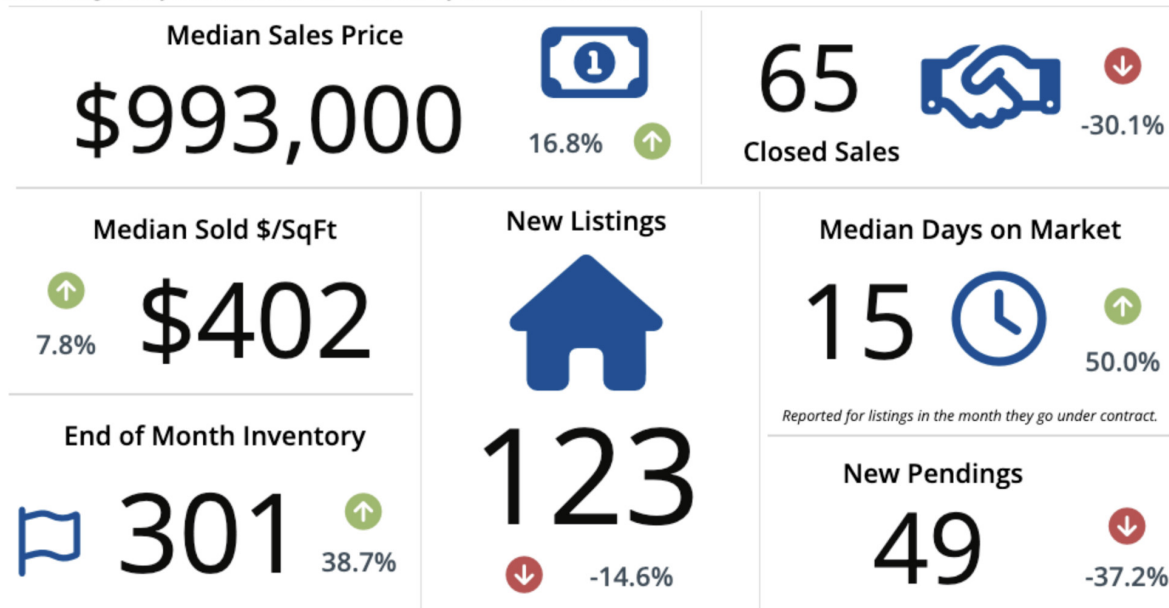 Median Sales Price
$993,000
1
16.8%
65
Closed Sales
-30.1%
Median Sold $/SqFt
7.8%
$402
New Listings
123
-14.6%
Median Days on Market
15
50.0%
Reported for listings in the month they go under contract.
End of Month Inventory
301
38.7%
New Pendings
49
-37.2%